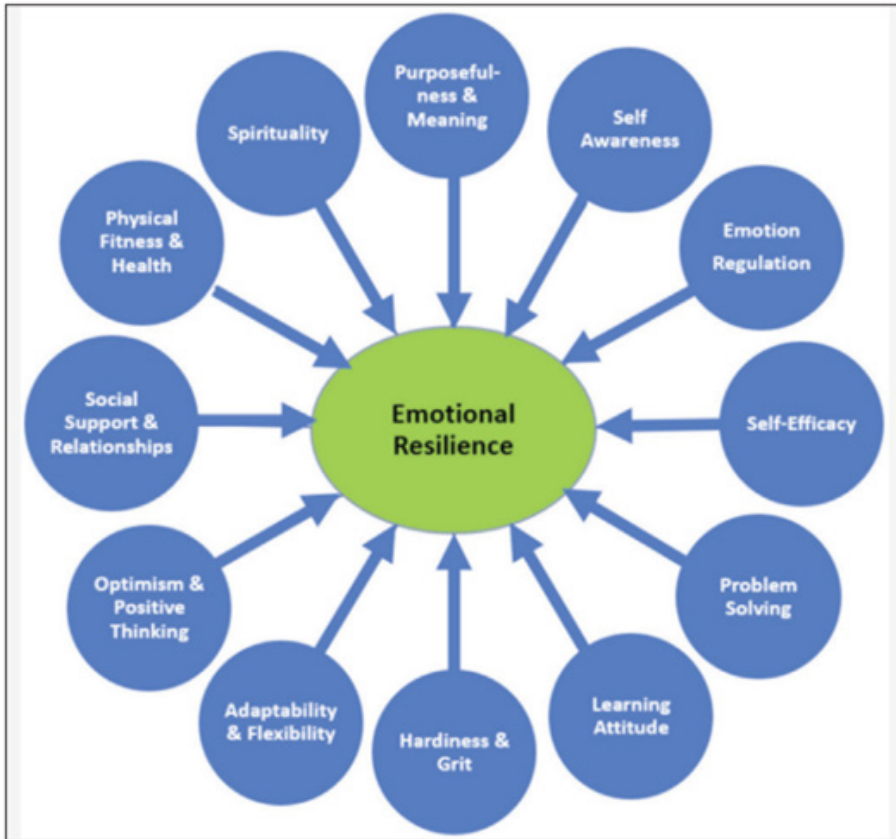 Purposeful-
ness &
Meaning
Self
Awareness
Emotion
Regulation
Self-Efficacy
Problem
Solving
Learning
Attitude
Hardiness &
Grit
Adaptability
& Flexibility
Optimism &
Positive
Thinking
Social
Support &
Relationships
Physical
Fitness &
Health
Spirituality
Emotional
Resilience